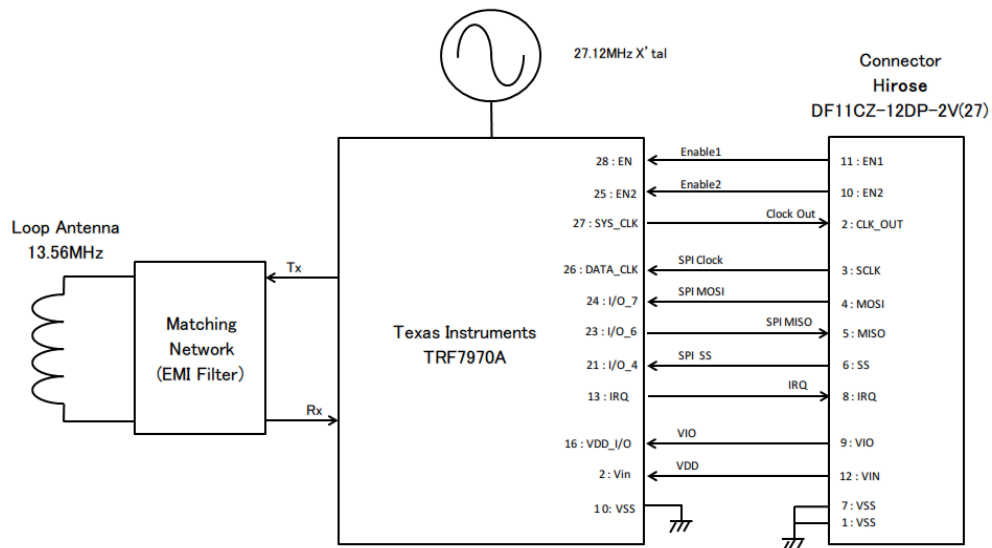 27.12MHz X'tal
Connector
Hirose
DF11CZ-12DP-2V(27)
Loop Antenna
13.56MHz
Matching
Network
(EMI Filter)
Tx
Rx
Texas Instruments
TRF7970A
28 : EN
Enable1
11 : EN1
25 : EN2
Enable2
10 : EN2
27 : SYS_CLK
Clock Out
2 : CLK_OUT
26 : DATA_CLK
SPI Clock
3 : SCLK
24 : I/O_7
SPI MOSI
4 : MOSI
23 : I/O_6
SPI MISO
5 : MISO
21 : I/O_4
SPI SS
6 : SS
13 : IRQ
IRQ
8 : IRQ
16 : VDD_I/O
VIO
9 : VIO
2 : Vin
VDD
12 : VIN
10 : VSS
7 : VSS
1 : VSS